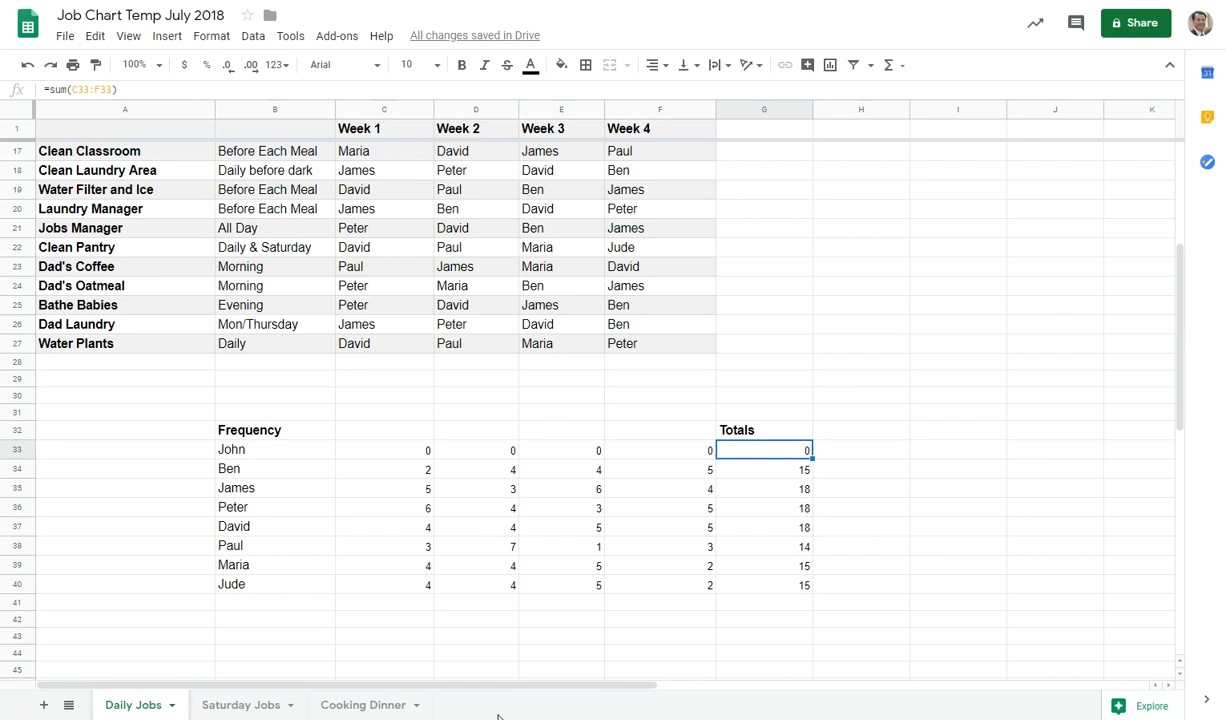 Job Chart Temp July 2018
File Edit View Insert Format Data Tools Add-ons Help All changes saved in Drive
Share
100% $ % .0 .00 123 Arial 10 B I S A Σ
fx =sum(C33:F33)
A B C D E F G H I J K
1 Week 1 Week 2 Week 3 Week 4
17 Clean Classroom Before Each Meal Maria David James Paul
18 Clean Laundry Area Daily before dark James Peter David Ben
19 Water Filter and Ice Before Each Meal David Paul Ben James
20 Laundry Manager Before Each Meal James Ben David Peter
21 Jobs Manager All Day Peter David Ben James
22 Clean Pantry Daily & Saturday David Paul Maria Jude
23 Dad's Coffee Morning Paul James Maria David
24 Dad's Oatmeal Morning Peter Maria Ben James
25 Bathe Babies Evening Peter David James Ben
26 Dad Laundry Mon/Thursday James Peter David Ben
27 Water Plants Daily David Paul Maria Peter
28
29
30
31
32 Frequency Totals
33 John 0 0 0 0 0
34 Ben 2 4 4 5 15
35 James 5 3 6 4 18
36 Peter 6 4 3 5 18
37 David 4 4 5 5 18
38 Paul 3 7 1 3 14
39 Maria 4 4 5 2 15
40 Jude 4 4 5 2 15
41
42
43
44
45
Daily Jobs Saturday Jobs Cooking Dinner Explore
31